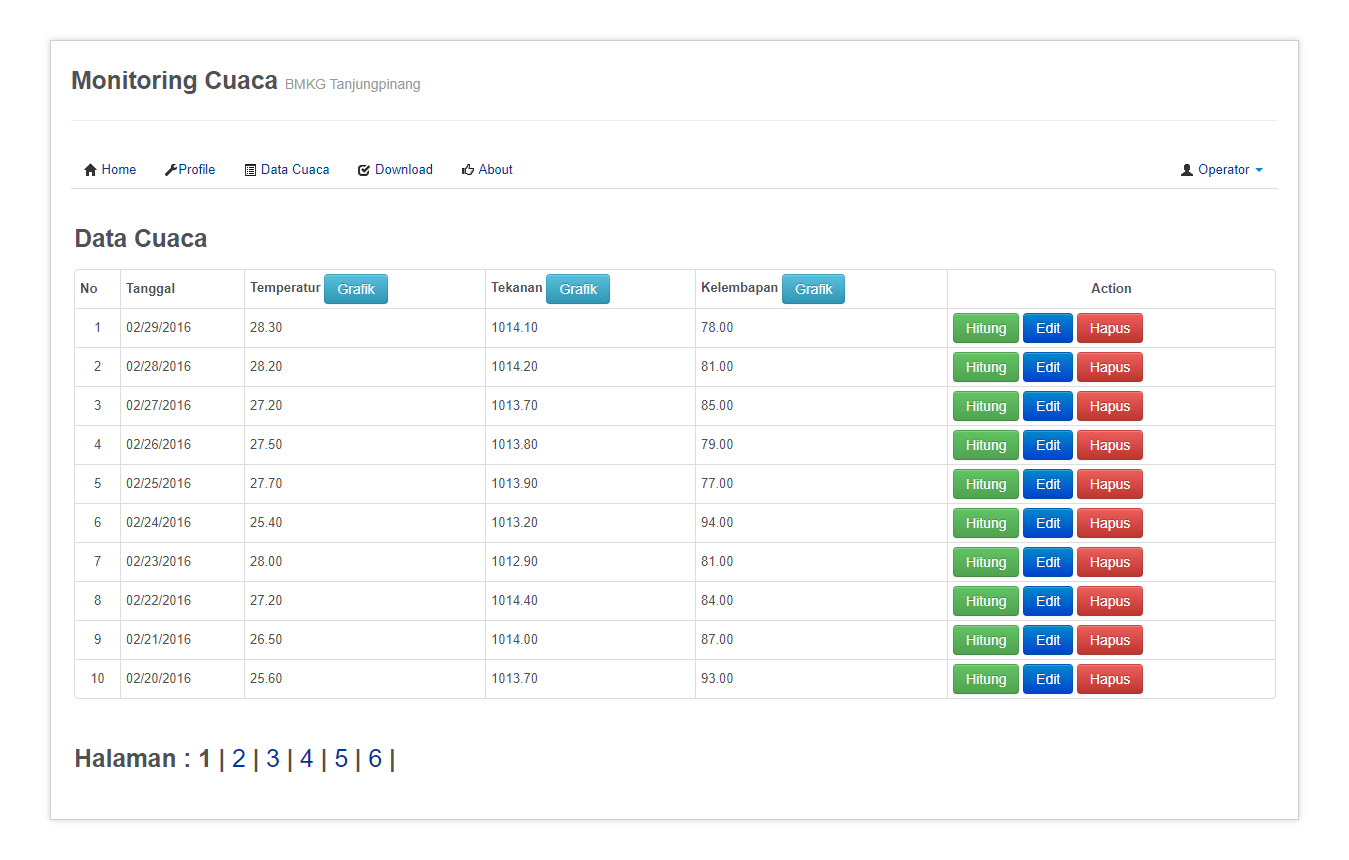 Monitoring Cuaca BMKG Tanjungpinang
Home Profile Data Cuaca Download About Operator
Data Cuaca
No Tanggal Temperatur Grafik Tekanan Grafik Kelembapan Grafik Action
1 02/29/2016 28.30 1014.10 78.00 Hitung Edit Hapus
2 02/28/2016 28.20 1014.20 81.00 Hitung Edit Hapus
3 02/27/2016 27.20 1013.70 85.00 Hitung Edit Hapus
4 02/26/2016 27.50 1013.80 79.00 Hitung Edit Hapus
5 02/25/2016 27.70 1013.90 77.00 Hitung Edit Hapus
6 02/24/2016 25.40 1013.20 94.00 Hitung Edit Hapus
7 02/23/2016 28.00 1012.90 81.00 Hitung Edit Hapus
8 02/22/2016 27.20 1014.40 84.00 Hitung Edit Hapus
9 02/21/2016 26.50 1014.00 87.00 Hitung Edit Hapus
10 02/20/2016 25.60 1013.70 93.00 Hitung Edit Hapus
Halaman : 1 | 2 | 3 | 4 | 5 | 6 |